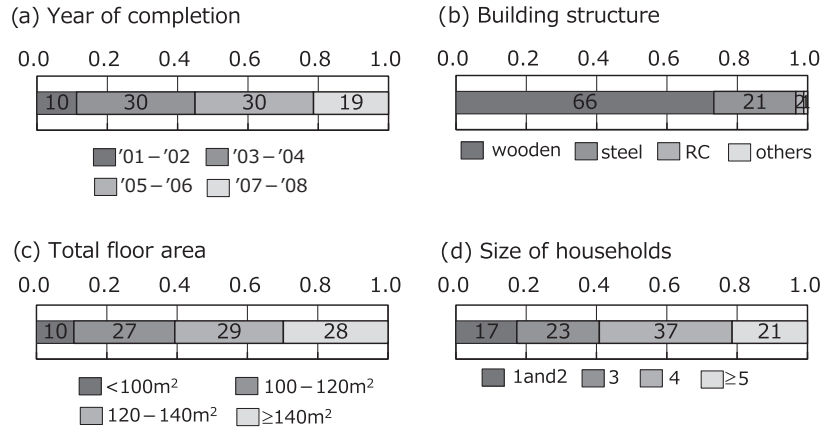 (a) Year of completion
0.0 0.2 0.4 0.6 0.8 1.0
10 30 30 19
’01−’02 ’03−’04
’05−’06 ’07−’08
(b) Building structure
0.0 0.2 0.4 0.6 0.8 1.0
66 21 2 1
wooden steel RC others
(c) Total floor area
0.0 0.2 0.4 0.6 0.8 1.0
10 27 29 28
<100m² 100−120m²
120−140m² ≥140m²
(d) Size of households
0.0 0.2 0.4 0.6 0.8 1.0
17 23 37 21
1and2 3 4 ≥5